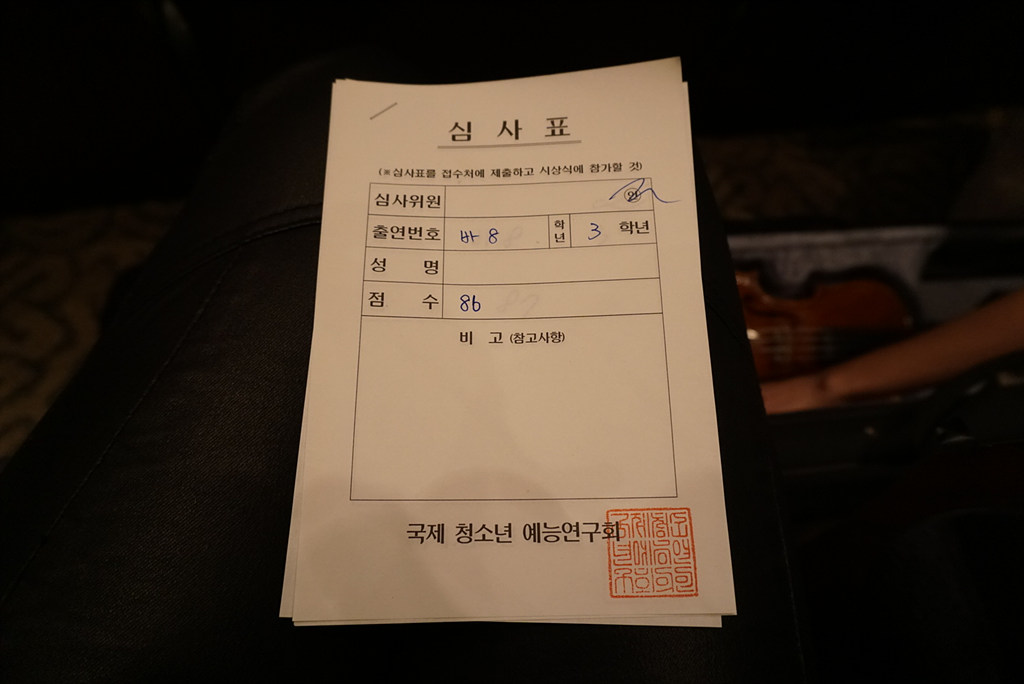 심 사 표
(※심사표를 접수처에 제출하고 시상식에 참가할 것)
심사위원 ㊞
출연번호 바 8 학년 3 학년
성 명
점 수 86
비 고 (참고사항)
국제 청소년 예능연구회